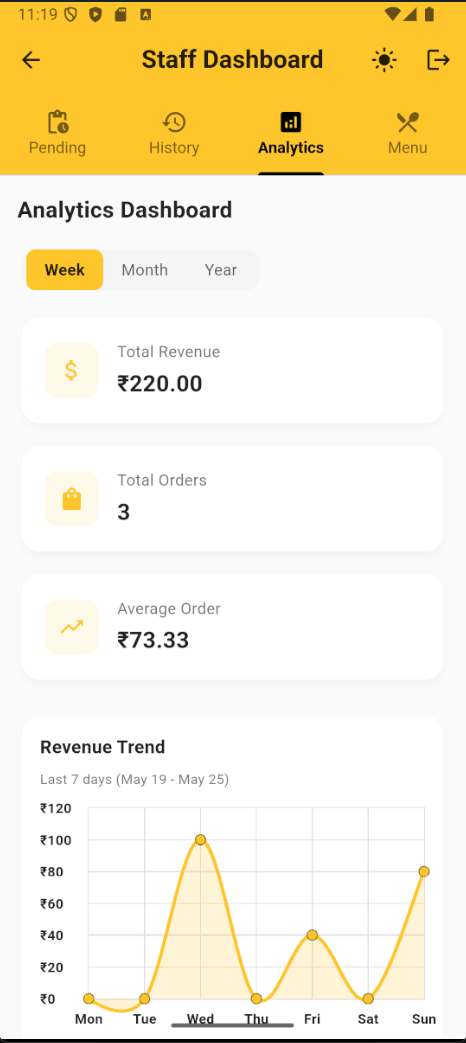 11:19
Staff Dashboard
Pending History Analytics Menu
Analytics Dashboard
Week Month Year
Total Revenue
₹220.00
Total Orders
3
Average Order
₹73.33
Revenue Trend
Last 7 days (May 19 - May 25)
₹120
₹100
₹80
₹60
₹40
₹20
₹0
Mon Tue Wed Thu Fri Sat Sun